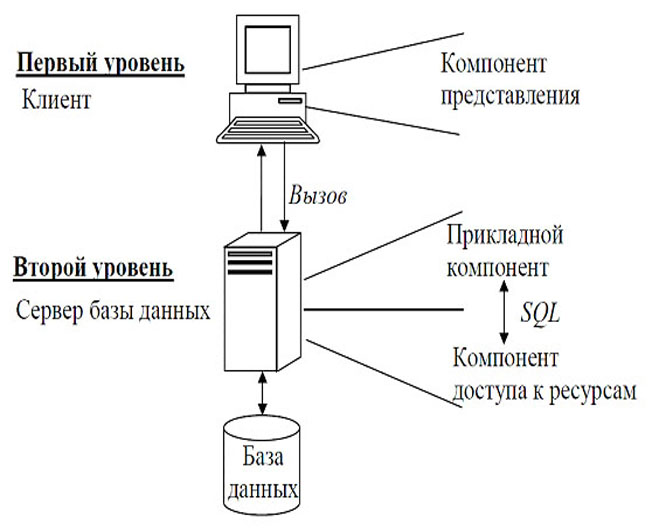 Первый уровень
Клиент
Компонент
представления
Вызов
Второй уровень
Сервер базы данных
Прикладной
компонент
SQL
Компонент
доступа к ресурсам
База
данных